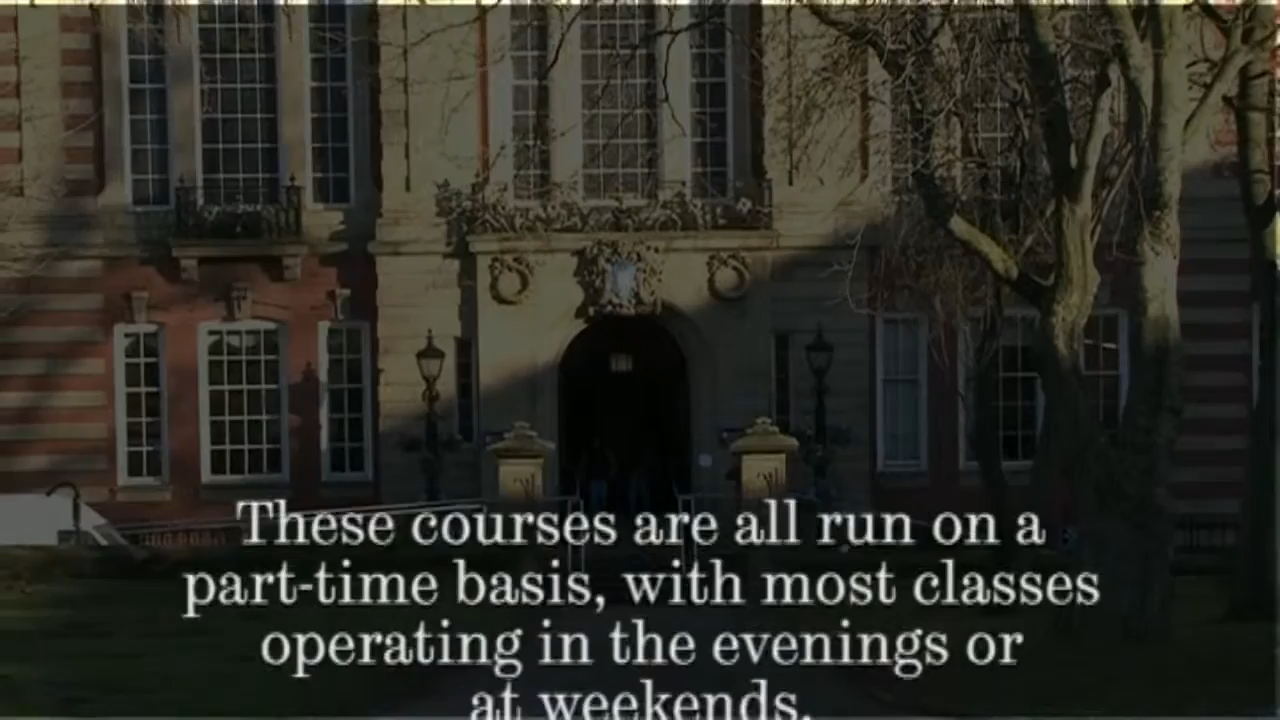 These courses are all run on a
part-time basis, with most classes
operating in the evenings or
at weekends.